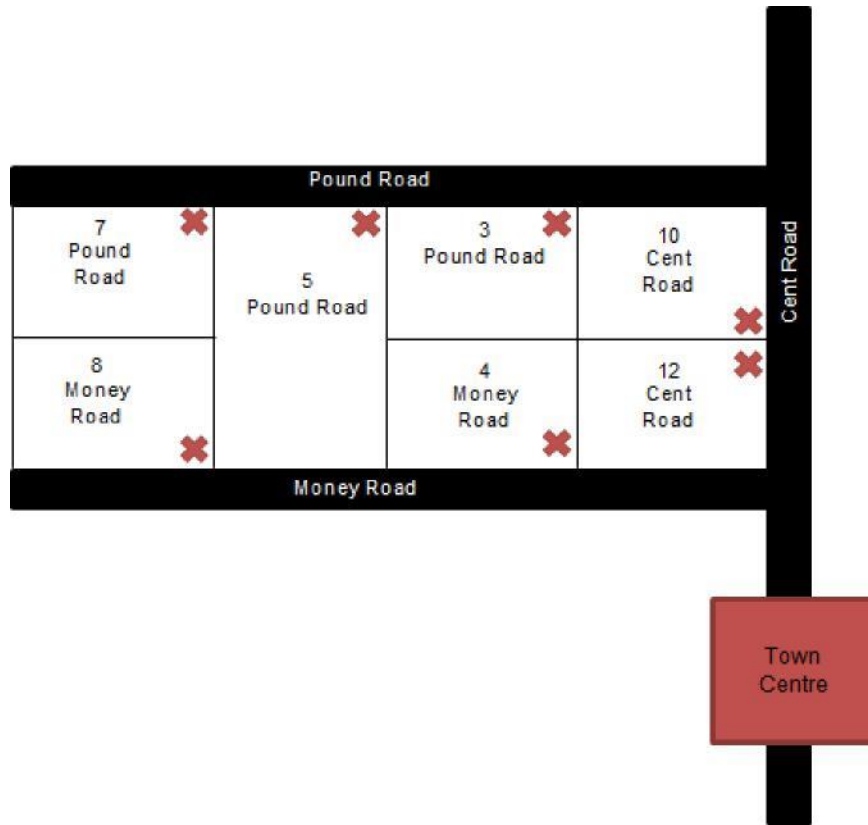 Pound Road
7
Pound
Road
5
Pound Road
3
Pound Road
10
Cent
Road
Cent Road
8
Money
Road
4
Money
Road
12
Cent
Road
Money Road
Town
Centre